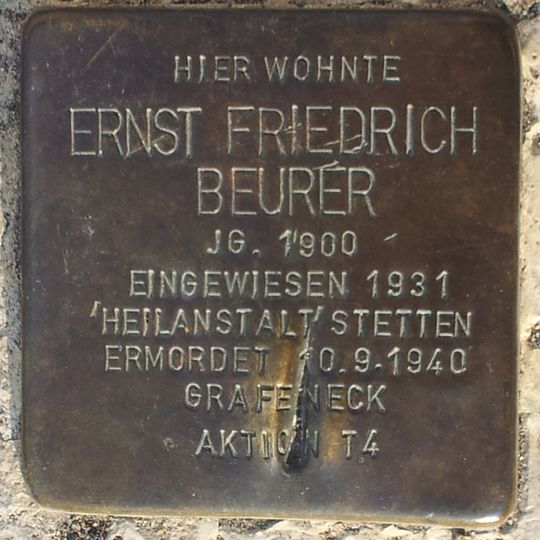 HIER WOHNTE
ERNST FRIEDRICH
BEURER
JG. 1900
EINGEWIESEN 1931
'HEILANSTALT' STETTEN
ERMORDET 10.9.1940
GRAFENECK
AKTION T4